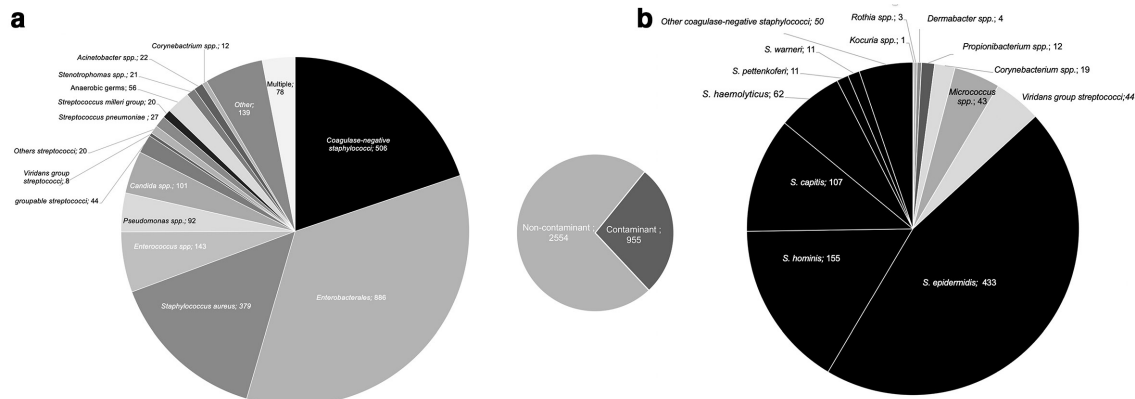 a
Corynebactrium spp.; 12
Acinetobacter spp.; 22
Stenotrophomas spp.; 21
Anaerobic germs; 56
Streptococcus milleri group; 20
Streptococcus pneumoniae ; 27
Others streptococci; 20
Viridans group
streptococci; 8
groupable streptococci; 44
Candida spp.; 101
Pseudomonas spp.; 92
Enterococcus spp; 143
Staphylococcus aureus; 379
Enterobacterales; 886
Coagulase-negative
staphylococci; 506
Multiple;
78
Other;
139
Non-contaminant ;
2554
Contaminant ;
955
b
Other coagulase-negative staphylococci; 50
S. warneri; 11
S. pettenkoferi; 11
S. haemolyticus; 62
S. capitis; 107
S. hominis; 155
S. epidermidis; 433
Rothia spp.; 3
Kocuria spp.; 1
Dermabacter spp.; 4
Propionibacterium spp.; 12
Corynebacterium spp.; 19
Micrococcus
spp.; 43
Viridans group streptococci;44